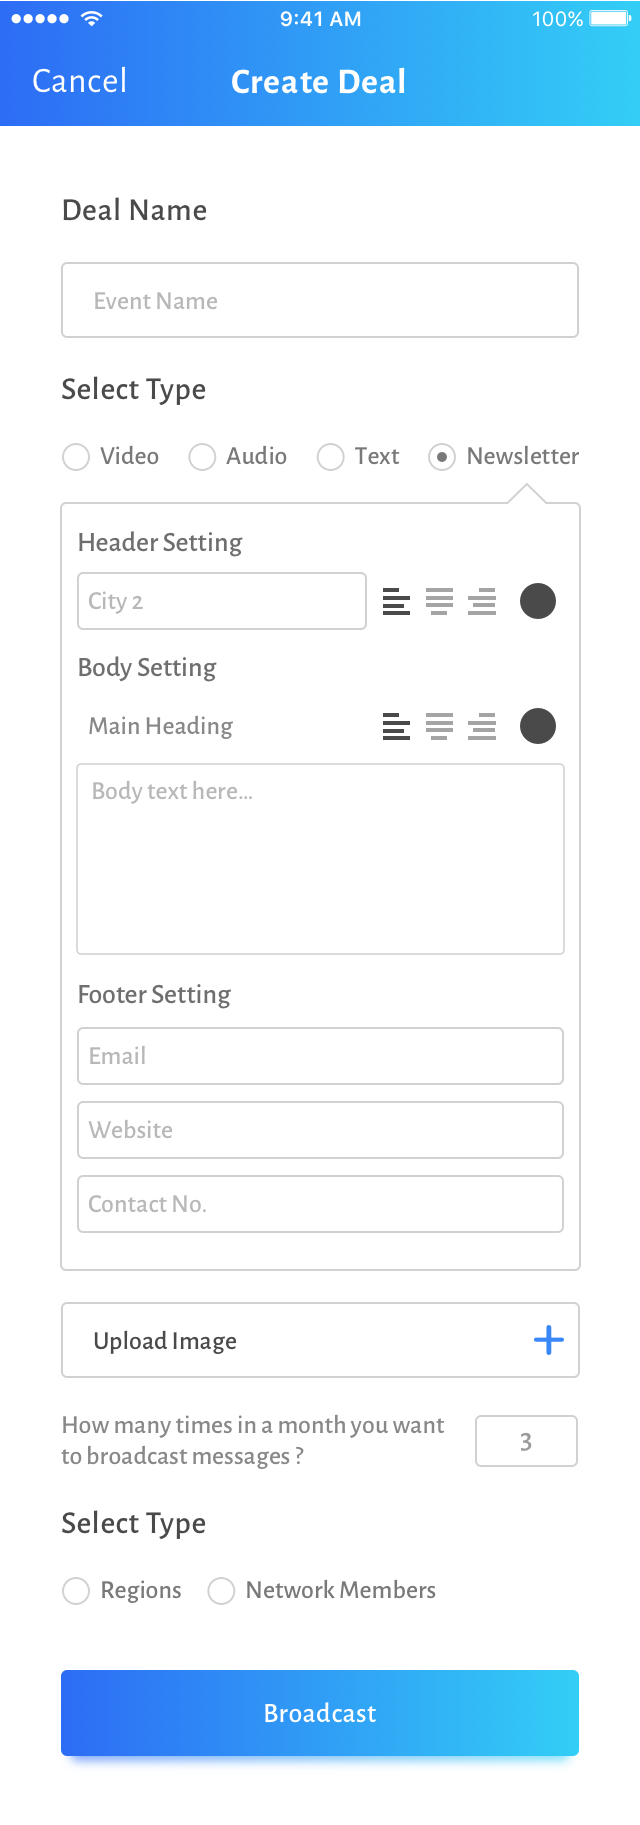 9:41 AM 100%
Cancel Create Deal
Deal Name
Event Name
Select Type
Video Audio Text Newsletter
Header Setting
City 2
Body Setting
Main Heading
Body text here...
Footer Setting
Email
Website
Contact No.
Upload Image
How many times in a month you want
to broadcast messages ? 3
Select Type
Regions Network Members
Broadcast